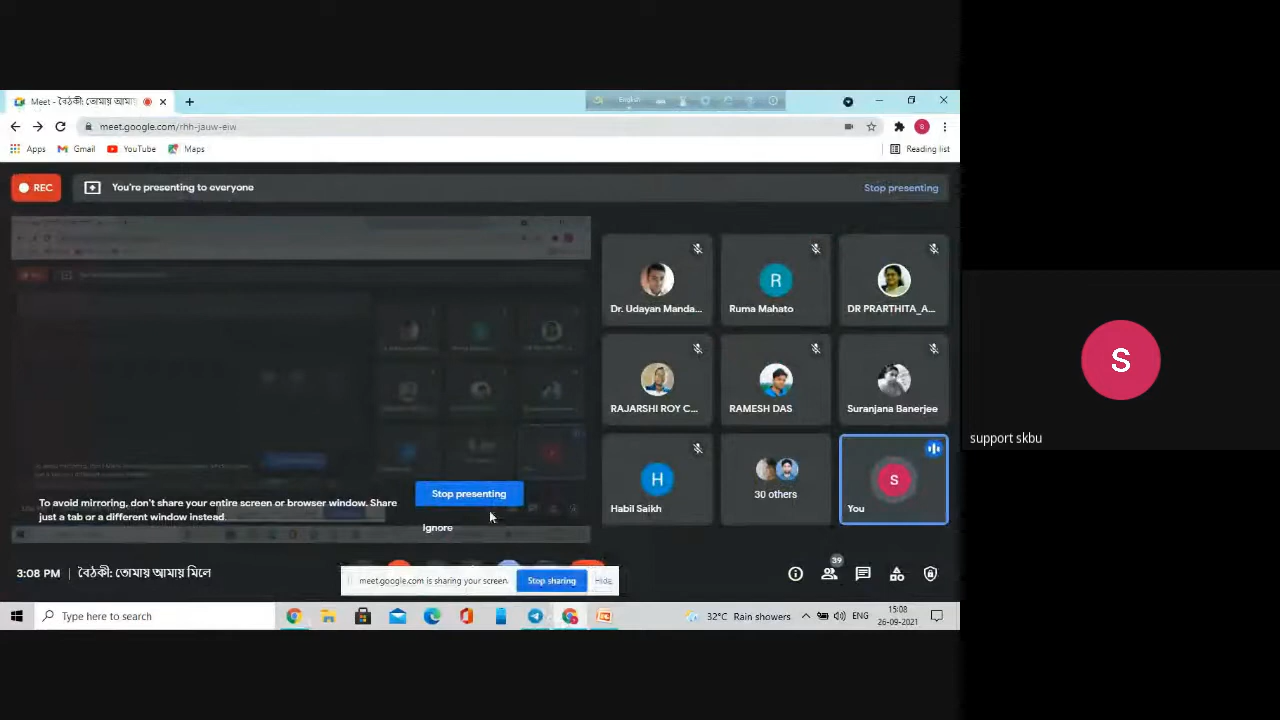 Meet - বৈঠকী: তোমায় আমায়
English
meet.google.com/rhh-jauw-eiw
Apps Gmail YouTube Maps Reading list
REC You're presenting to everyone Stop presenting
Dr. Udayan Manda... Ruma Mahato DR PRARTHITA_A...
RAJARSHI ROY C... RAMESH DAS Suranjana Banerjee
R
H
S
30 others
Habil Saikh You
S
support skbu
To avoid mirroring, don't share your entire screen or browser window. Share
just a tab or a different window instead.
Stop presenting
Ignore
39
3:08 PM | বৈঠকী: তোমায় আমায় মিলে
meet.google.com is sharing your screen. Stop sharing Hide
Type here to search
32°C Rain showers ENG
15:08
26-09-2021